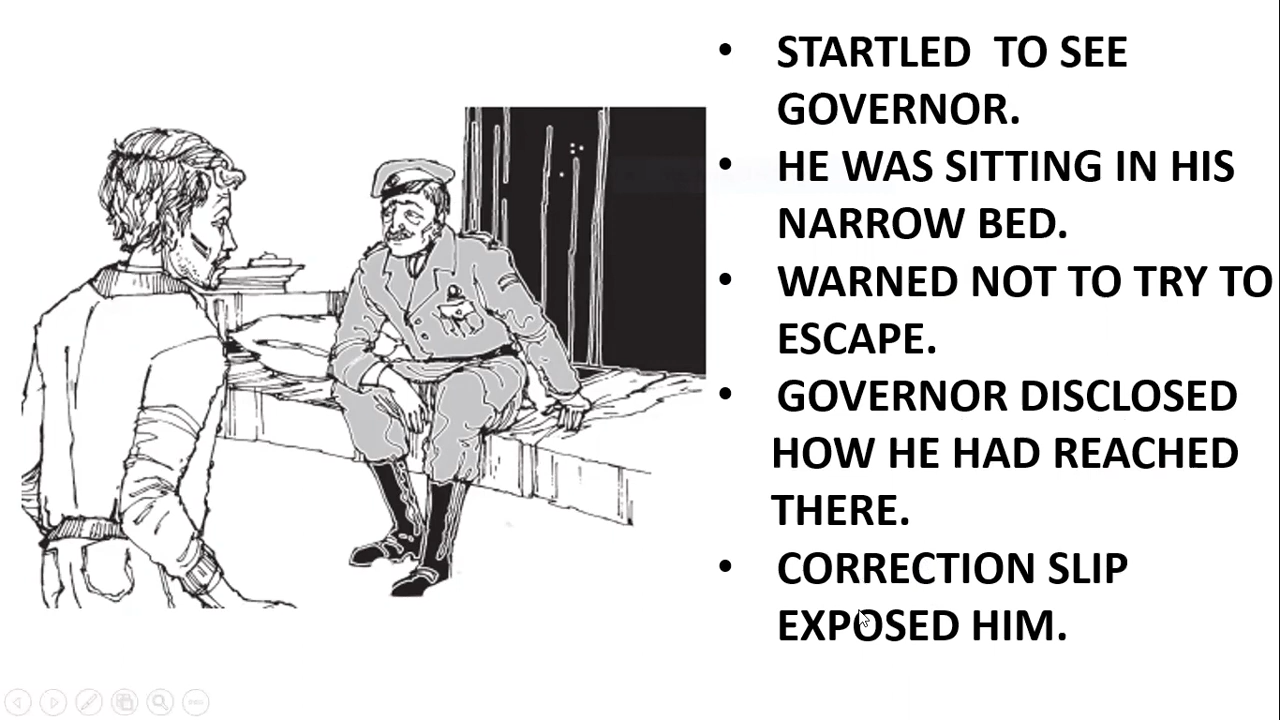 • STARTLED  TO SEE
GOVERNOR.
• HE WAS SITTING IN HIS
NARROW BED.
• WARNED NOT TO TRY TO
ESCAPE.
• GOVERNOR DISCLOSED
HOW HE HAD REACHED
THERE.
• CORRECTION SLIP
EXPOSED HIM.